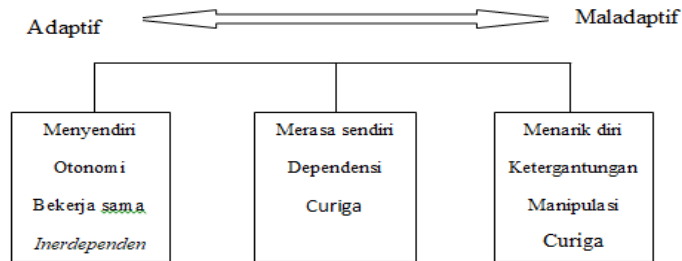 Adaptif
Maladaptif
Menyendiri
Otonomi
Bekerja sama
Inerdependen
Merasa sendiri
Dependensi
Curiga
Menarik diri
Ketergantungan
Manipulasi
Curiga